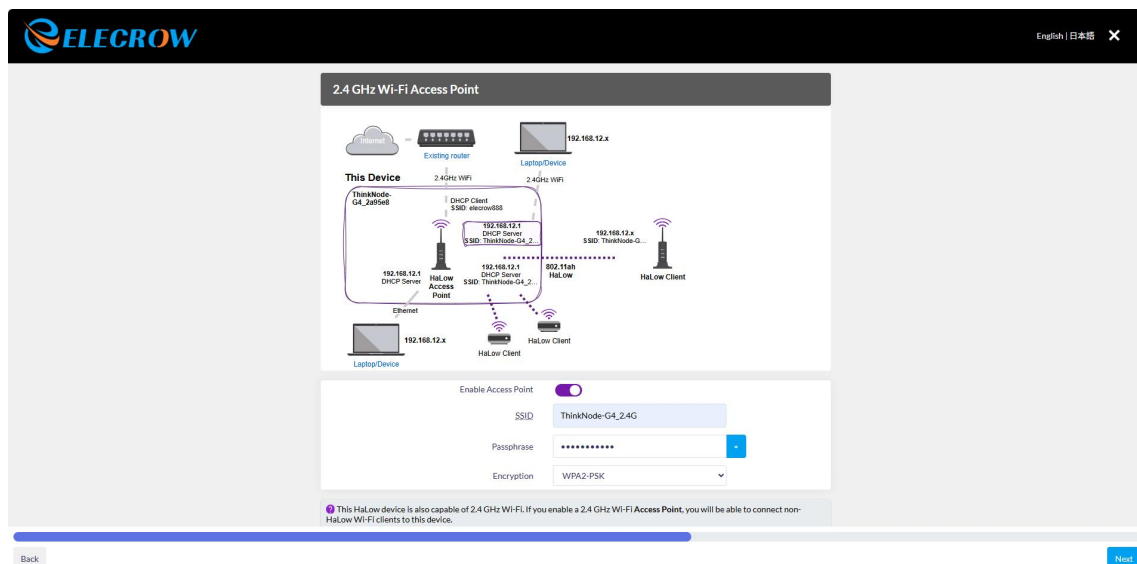 ELECROW
English | 日本語
2.4 GHz Wi-Fi Access Point
Internet
Existing router
192.168.12.x
Laptop/Device
This Device
2.4GHz WiFi
2.4GHz WiFi
ThinkNode-
G4_2a95e8
DHCP Client
SSID: elecrow888
192.168.12.1
DHCP Server
SSID: ThinkNode-G4_2...
192.168.12.x
SSID: ThinkNode-G...
192.168.12.1
DHCP Server
HaLow
Access
Point
192.168.12.1
DHCP Server
SSID: ThinkNode-G4_2...
802.11ah
HaLow
HaLow Client
Ethernet
192.168.12.x
Laptop/Device
HaLow Client
HaLow Client
Enable Access Point
SSID ThinkNode-G4_2.4G
Passphrase •••••••••••
Encryption WPA2-PSK
This HaLow device is also capable of 2.4 GHz Wi-Fi. If you enable a 2.4 GHz Wi-Fi Access Point, you will be able to connect non-
HaLow Wi-Fi clients to this device.
Back
Next